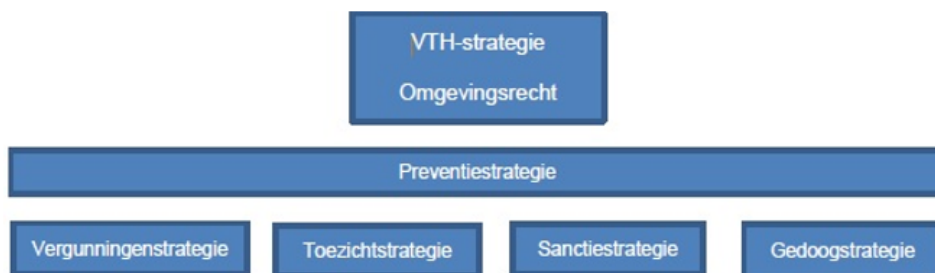 VTH-strategie
Omgevingsrecht
Preventiestrategie
Vergunningenstrategie
Toezichtstrategie
Sanctiestrategie
Gedoogstrategie